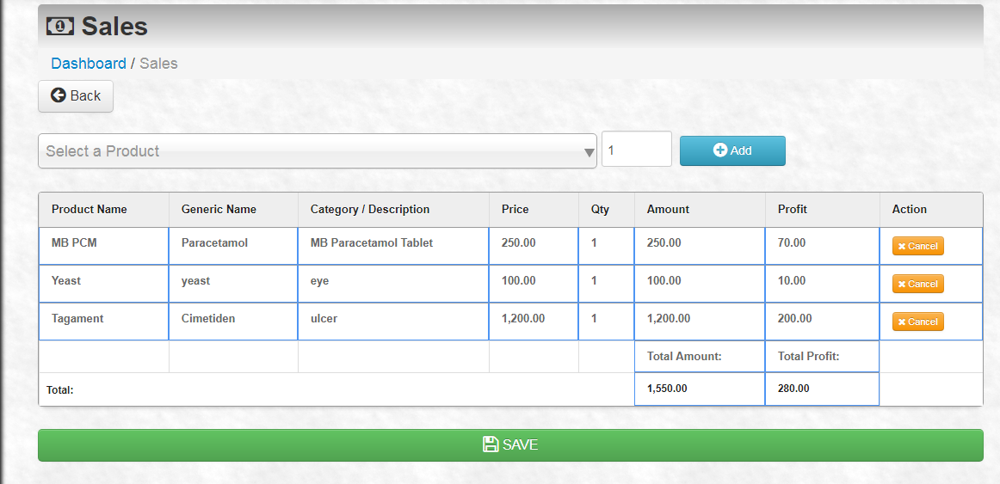 Sales
Dashboard / Sales
Back
Select a Product 1 Add
Product Name Generic Name Category / Description Price Qty Amount Profit Action
MB PCM Paracetamol MB Paracetamol Tablet 250.00 1 250.00 70.00 Cancel
Yeast yeast eye 100.00 1 100.00 10.00 Cancel
Tagament Cimetiden ulcer 1,200.00 1 1,200.00 200.00 Cancel
Total Amount: Total Profit:
Total: 1,550.00 280.00
SAVE